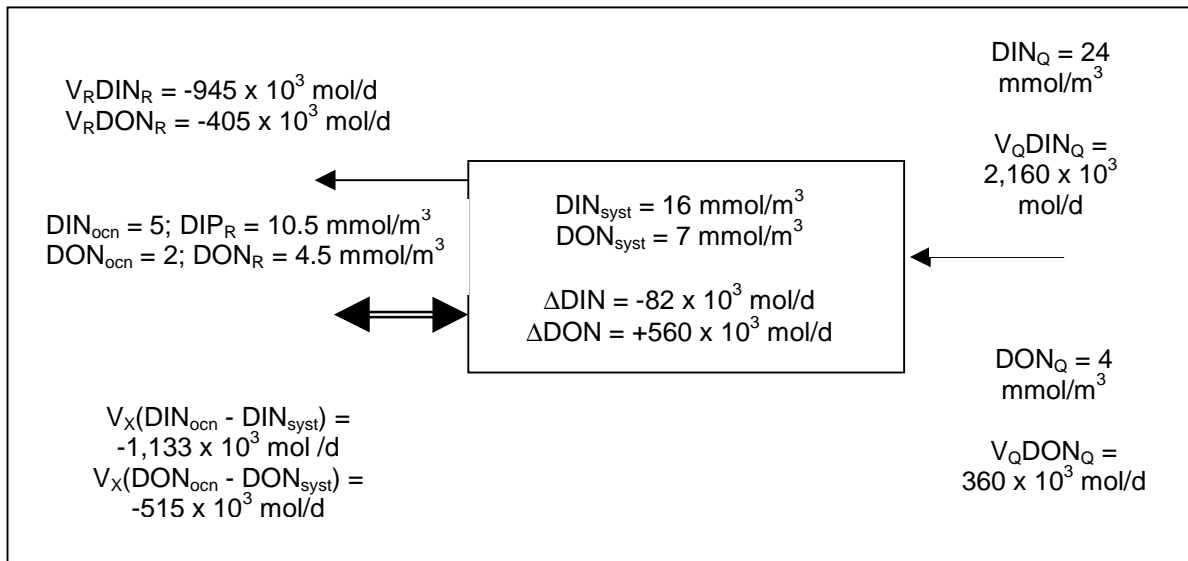 V_RDIN_R = -945 x 10^3 mol/d
V_RDON_R = -405 x 10^3 mol/d
DIN_ocn = 5; DIP_R = 10.5 mmol/m^3
DON_ocn = 2; DON_R = 4.5 mmol/m^3
V_X(DIN_ocn - DIN_syst) =
-1,133 x 10^3 mol /d
V_X(DON_ocn - DON_syst) =
-515 x 10^3 mol/d
DIN_syst = 16 mmol/m^3
DON_syst = 7 mmol/m^3
ΔDIN = -82 x 10^3 mol/d
ΔDON = +560 x 10^3 mol/d
DIN_Q = 24
mmol/m^3
V_QDIN_Q =
2,160 x 10^3
mol/d
DON_Q = 4
mmol/m^3
V_QDON_Q =
360 x 10^3 mol/d